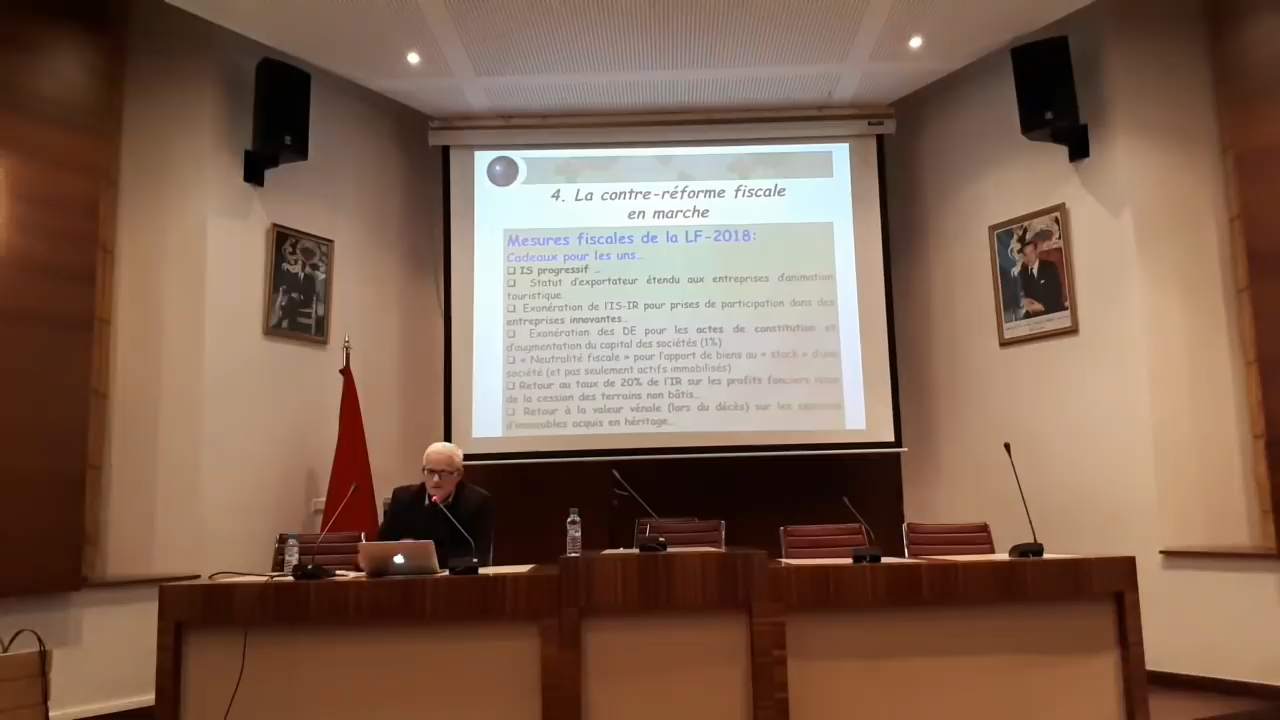 4. La contre-réforme fiscale
en marche
Mesures fiscales de la LF-2018:
Cadeaux pour les uns…
❑ IS progressif …
❑ Statut d'exportateur étendu aux entreprises d'animation
touristique
❑ Exonération de l'IS-IR pour prises de participation dans des
entreprises innovantes…
❑ Exonération des DE pour les actes de constitution et
d'augmentation du capital des sociétés (1%)
❑ « Neutralité fiscale » pour l'apport de biens au « stock » d'une
société (et pas seulement actifs immobilisés)
❑ Retour au taux de 20% de l'IR sur les profits fonciers
de la cession des terrains non bâtis…
❑ Retour à la valeur vénale (lors du décès) sur les
d'immeubles acquis en héritage…